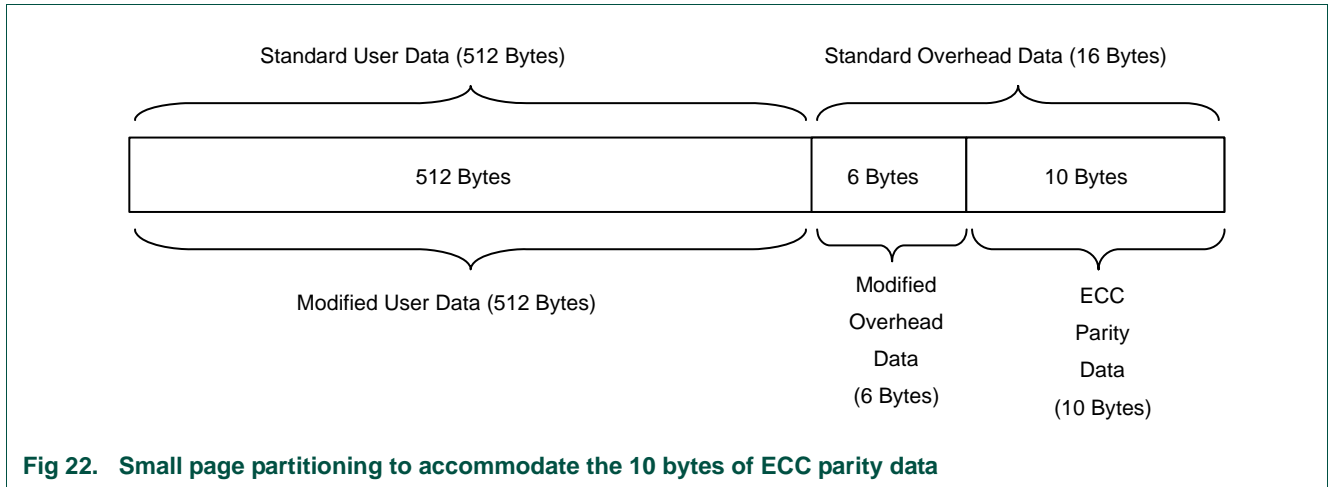 Standard User Data (512 Bytes)
Standard Overhead Data (16 Bytes)
512 Bytes
6 Bytes
10 Bytes
Modified User Data (512 Bytes)
Modified
Overhead
Data
(6 Bytes)
ECC
Parity
Data
(10 Bytes)
Fig 22. Small page partitioning to accommodate the 10 bytes of ECC parity data